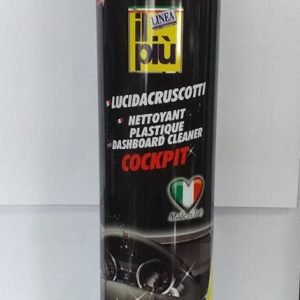 LINEA
il
più
LUCIDACRUSCOTTI
NETTOYANT
PLASTIQUE
DASHBOARD CLEANER
COCKPIT
Made in Italy